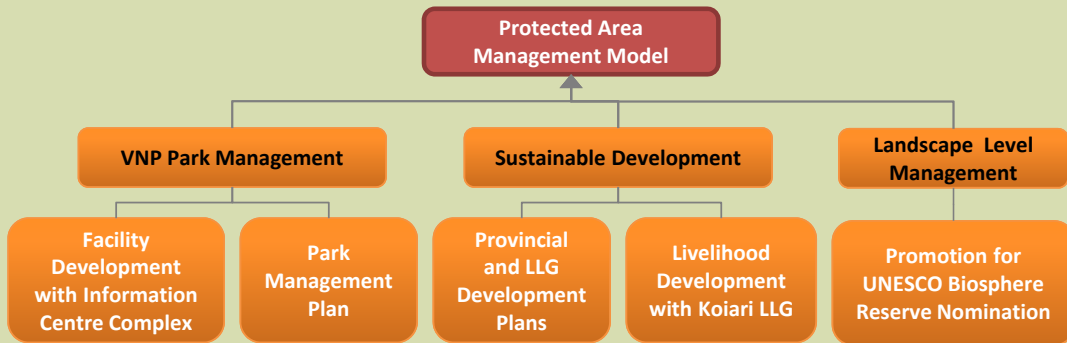 Protected Area
Management Model
VNP Park Management
Sustainable Development
Landscape Level
Management
Facility
Development
with Information
Centre Complex
Park
Management
Plan
Provincial
and LLG
Development
Plans
Livelihood
Development
with Koiari LLG
Promotion for
UNESCO Biosphere
Reserve Nomination